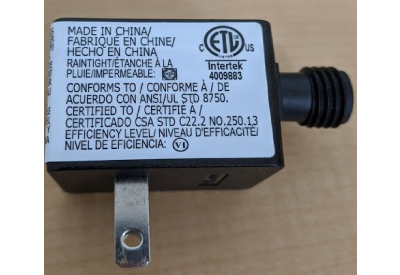 MADE IN CHINA/
FABRIQUÉ EN CHINE/
HECHO EN CHINA
RAINTIGHT/ÉTANCHE À LA
PLUIE/IMPERMEABLE:
CONFORMS TO / CONFORME À / DE
ACUERDO CON ANSI/UL STD 8750.
CERTIFIED TO / CERTIFIÉ À /
CERTIFICADO CSA STD C22.2 NO.250.13
EFFICIENCY LEVEL/ NIVEAU D'EFFICACITÉ/
NIVEL DE EFICIENCIA: VI
C ETL US
Intertek
4009883